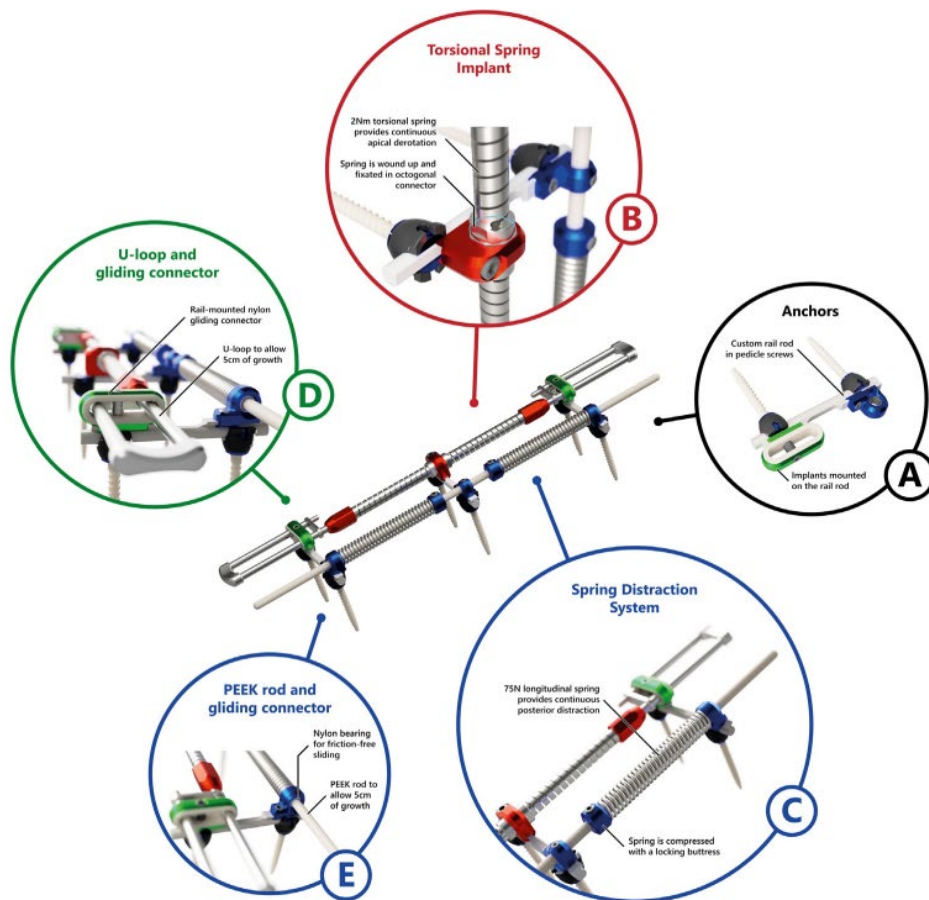 Torsional Spring
Implant
2Nm torsional spring
provides continuous
apical derotation
Spring is wound up and
fixated in octogonal
connector
B
U-loop and
gliding connector
Rail-mounted nylon
gliding connector
U-loop to allow
5cm of growth
D
Anchors
Custom rail rod
in pedicle screws
Implants mounted
on the rail rod
A
Spring Distraction
System
75N longitudinal spring
provides continuous
posterior distraction
Spring is compressed
with a locking buttress
C
PEEK rod and
gliding connector
Nylon bearing
for friction-free
sliding
PEEK rod to
allow 5cm
of growth
E